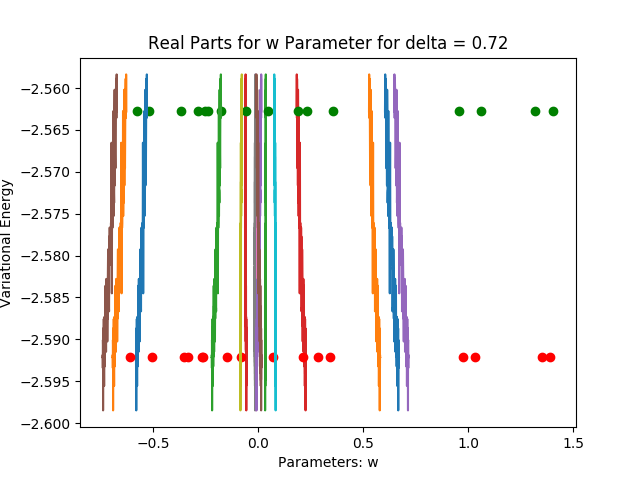 Real Parts for w Parameter for delta = 0.72
Variational Energy
−2.560
−2.565
−2.570
−2.575
−2.580
−2.585
−2.590
−2.595
−2.600
−0.5 0.0 0.5 1.0 1.5
Parameters: w